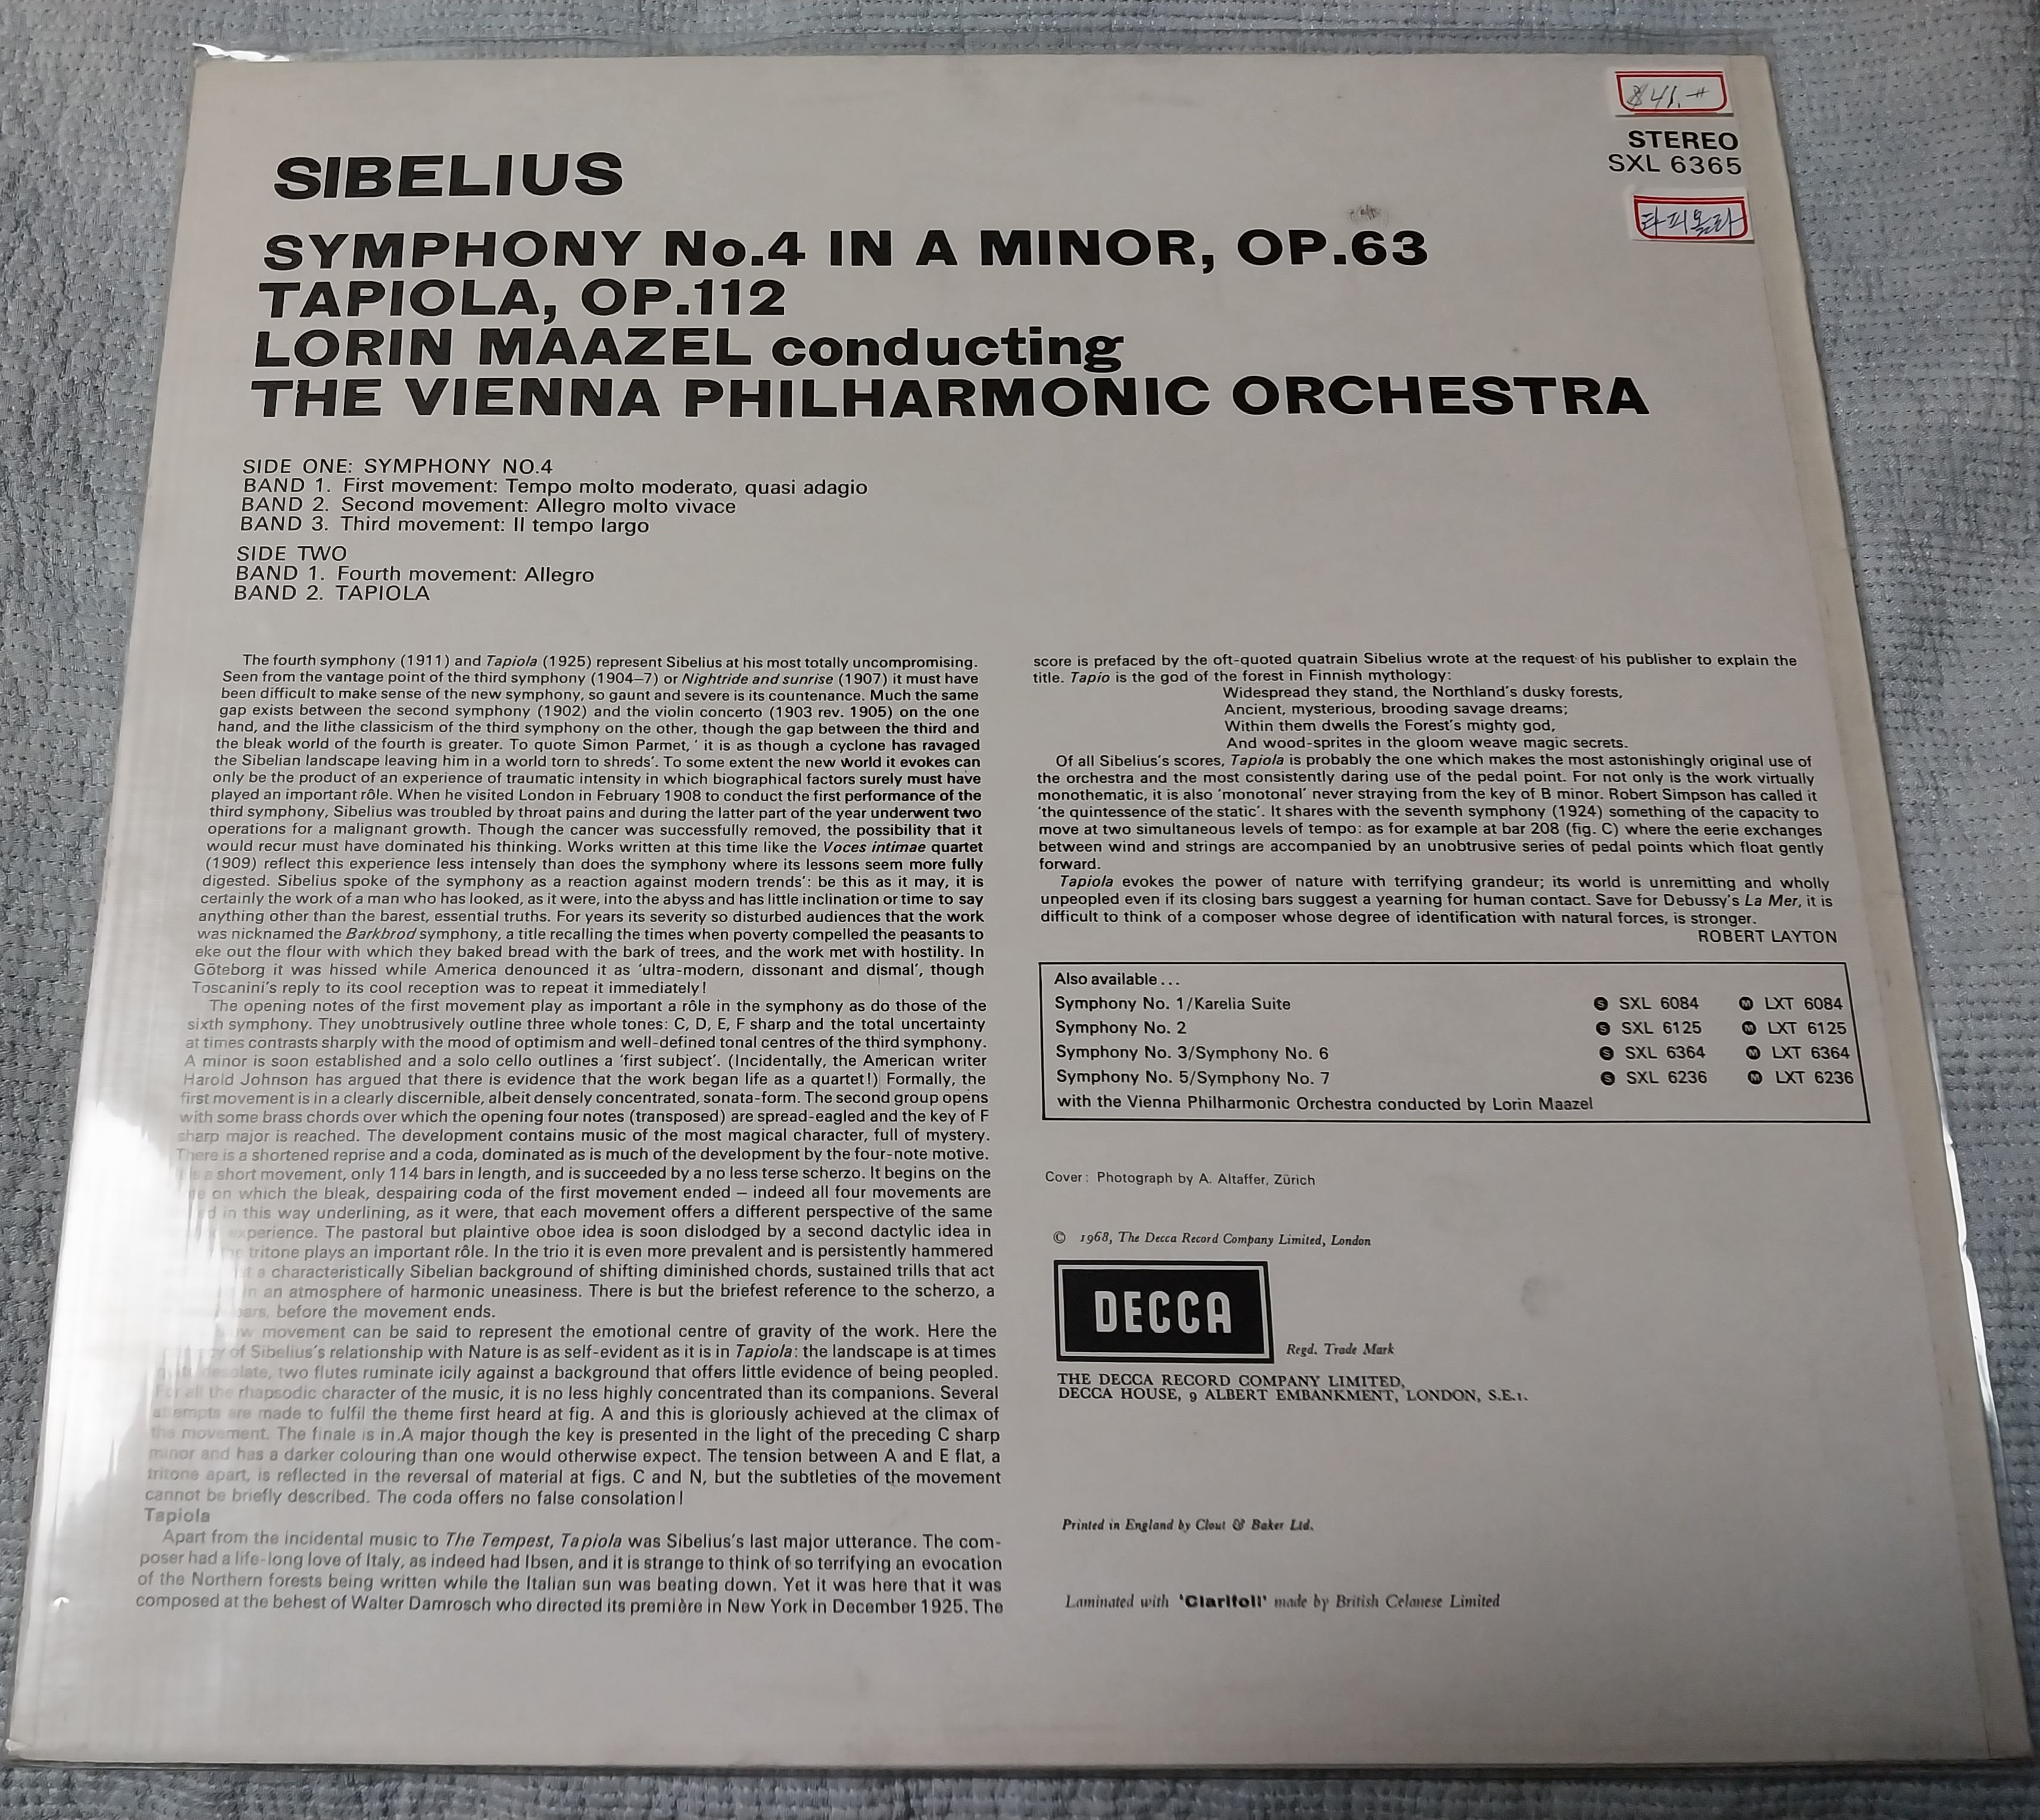 $41.-#
STEREO
SXL 6365
타피올라
SIBELIUS
SYMPHONY No.4 IN A MINOR, OP.63
TAPIOLA, OP.112
LORIN MAAZEL conducting
THE VIENNA PHILHARMONIC ORCHESTRA
SIDE ONE: SYMPHONY NO.4
BAND 1. First movement: Tempo molto moderato, quasi adagio
BAND 2. Second movement: Allegro molto vivace
BAND 3. Third movement: Il tempo largo
SIDE TWO
BAND 1. Fourth movement: Allegro
BAND 2. TAPIOLA
The fourth symphony (1911) and Tapiola (1925) represent Sibelius at his most totally uncompromising.
Seen from the vantage point of the third symphony (1904–7) or Nightride and sunrise (1907) it must have
been difficult to make sense of the new symphony, so gaunt and severe is its countenance. Much the same
gap exists between the second symphony (1902) and the violin concerto (1903 rev. 1905) on the one
hand, and the lithe classicism of the third symphony on the other, though the gap between the third and
the bleak world of the fourth is greater. To quote Simon Parmet, ' it is as though a cyclone has ravaged
the Sibelian landscape leaving him in a world torn to shreds'. To some extent the new world it evokes can
only be the product of an experience of traumatic intensity in which biographical factors surely must have
played an important rôle. When he visited London in February 1908 to conduct the first performance of the
third symphony, Sibelius was troubled by throat pains and during the latter part of the year underwent two
operations for a malignant growth. Though the cancer was successfully removed, the possibility that it
would recur must have dominated his thinking. Works written at this time like the Voces intimae quartet
(1909) reflect this experience less intensely than does the symphony where its lessons seem more fully
digested. Sibelius spoke of the symphony as a reaction against modern trends': be this as it may, it is
certainly the work of a man who has looked, as it were, into the abyss and has little inclination or time to say
anything other than the barest, essential truths. For years its severity so disturbed audiences that the work
was nicknamed the Barkbrod symphony, a title recalling the times when poverty compelled the peasants to
eke out the flour with which they baked bread with the bark of trees, and the work met with hostility. In
Göteborg it was hissed while America denounced it as 'ultra-modern, dissonant and dismal', though
Toscanini's reply to its cool reception was to repeat it immediately!
The opening notes of the first movement play as important a rôle in the symphony as do those of the
sixth symphony. They unobtrusively outline three whole tones: C, D, E, F sharp and the total uncertainty
at times contrasts sharply with the mood of optimism and well-defined tonal centres of the third symphony.
A minor is soon established and a solo cello outlines a 'first subject'. (Incidentally, the American writer
Harold Johnson has argued that there is evidence that the work began life as a quartet!) Formally, the
first movement is in a clearly discernible, albeit densely concentrated, sonata-form. The second group opens
with some brass chords over which the opening four notes (transposed) are spread-eagled and the key of F
sharp major is reached. The development contains music of the most magical character, full of mystery.
There is a shortened reprise and a coda, dominated as is much of the development by the four-note motive.
is a short movement, only 114 bars in length, and is succeeded by a no less terse scherzo. It begins on the
on which the bleak, despairing coda of the first movement ended – indeed all four movements are
in this way underlining, as it were, that each movement offers a different perspective of the same
experience. The pastoral but plaintive oboe idea is soon dislodged by a second dactylic idea in
tritone plays an important rôle. In the trio it is even more prevalent and is persistently hammered
a characteristically Sibelian background of shifting diminished chords, sustained trills that act
an atmosphere of harmonic uneasiness. There is but the briefest reference to the scherzo, a
bars, before the movement ends.
movement can be said to represent the emotional centre of gravity of the work. Here the
of Sibelius's relationship with Nature is as self-evident as it is in Tapiola: the landscape is at times
quite desolate, two flutes ruminate icily against a background that offers little evidence of being peopled.
For all the rhapsodic character of the music, it is no less highly concentrated than its companions. Several
attempts are made to fulfil the theme first heard at fig. A and this is gloriously achieved at the climax of
the movement. The finale is in A major though the key is presented in the light of the preceding C sharp
minor and has a darker colouring than one would otherwise expect. The tension between A and E flat, a
tritone apart, is reflected in the reversal of material at figs. C and N, but the subtleties of the movement
cannot be briefly described. The coda offers no false consolation!
Tapiola
Apart from the incidental music to The Tempest, Tapiola was Sibelius's last major utterance. The com-
poser had a life-long love of Italy, as indeed had Ibsen, and it is strange to think of so terrifying an evocation
of the Northern forests being written while the Italian sun was beating down. Yet it was here that it was
composed at the behest of Walter Damrosch who directed its première in New York in December 1925. The
score is prefaced by the oft-quoted quatrain Sibelius wrote at the request of his publisher to explain the
title. Tapio is the god of the forest in Finnish mythology:
Widespread they stand, the Northland's dusky forests,
Ancient, mysterious, brooding savage dreams;
Within them dwells the Forest's mighty god,
And wood-sprites in the gloom weave magic secrets.
Of all Sibelius's scores, Tapiola is probably the one which makes the most astonishingly original use of
the orchestra and the most consistently daring use of the pedal point. For not only is the work virtually
monothematic, it is also 'monotonal' never straying from the key of B minor. Robert Simpson has called it
'the quintessence of the static'. It shares with the seventh symphony (1924) something of the capacity to
move at two simultaneous levels of tempo: as for example at bar 208 (fig. C) where the eerie exchanges
between wind and strings are accompanied by an unobtrusive series of pedal points which float gently
forward.
Tapiola evokes the power of nature with terrifying grandeur; its world is unremitting and wholly
unpeopled even if its closing bars suggest a yearning for human contact. Save for Debussy's La Mer, it is
difficult to think of a composer whose degree of identification with natural forces, is stronger.
ROBERT LAYTON
Also available...
Symphony No. 1/Karelia Suite S SXL 6084 M LXT 6084
Symphony No. 2 S SXL 6125 M LXT 6125
Symphony No. 3/Symphony No. 6 S SXL 6364 M LXT 6364
Symphony No. 5/Symphony No. 7 S SXL 6236 M LXT 6236
with the Vienna Philharmonic Orchestra conducted by Lorin Maazel
Cover: Photograph by A. Altaffer, Zürich
© 1968, The Decca Record Company Limited, London
DECCA
Regd. Trade Mark
THE DECCA RECORD COMPANY LIMITED,
DECCA HOUSE, 9 ALBERT EMBANKMENT, LONDON, S.E.1.
Printed in England by Clout & Baker Ltd.
Laminated with 'Clarifoil' made by British Celanese Limited